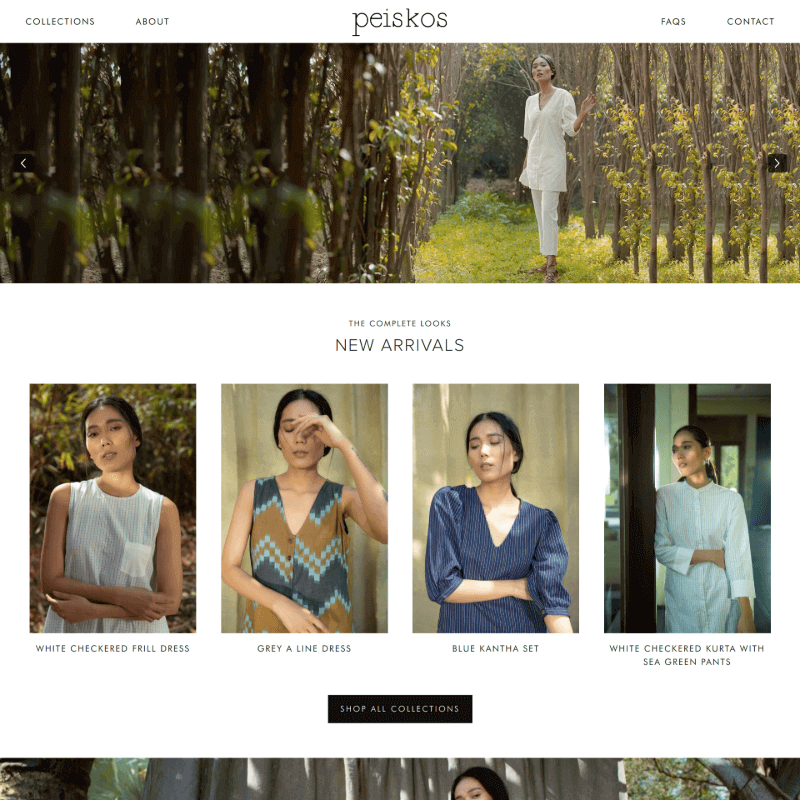 COLLECTIONS
ABOUT
peiskos
FAQS
CONTACT
THE COMPLETE LOOKS
NEW ARRIVALS
WHITE CHECKERED FRILL DRESS
GREY A LINE DRESS
BLUE KANTHA SET
WHITE CHECKERED KURTA WITH
SEA GREEN PANTS
SHOP ALL COLLECTIONS